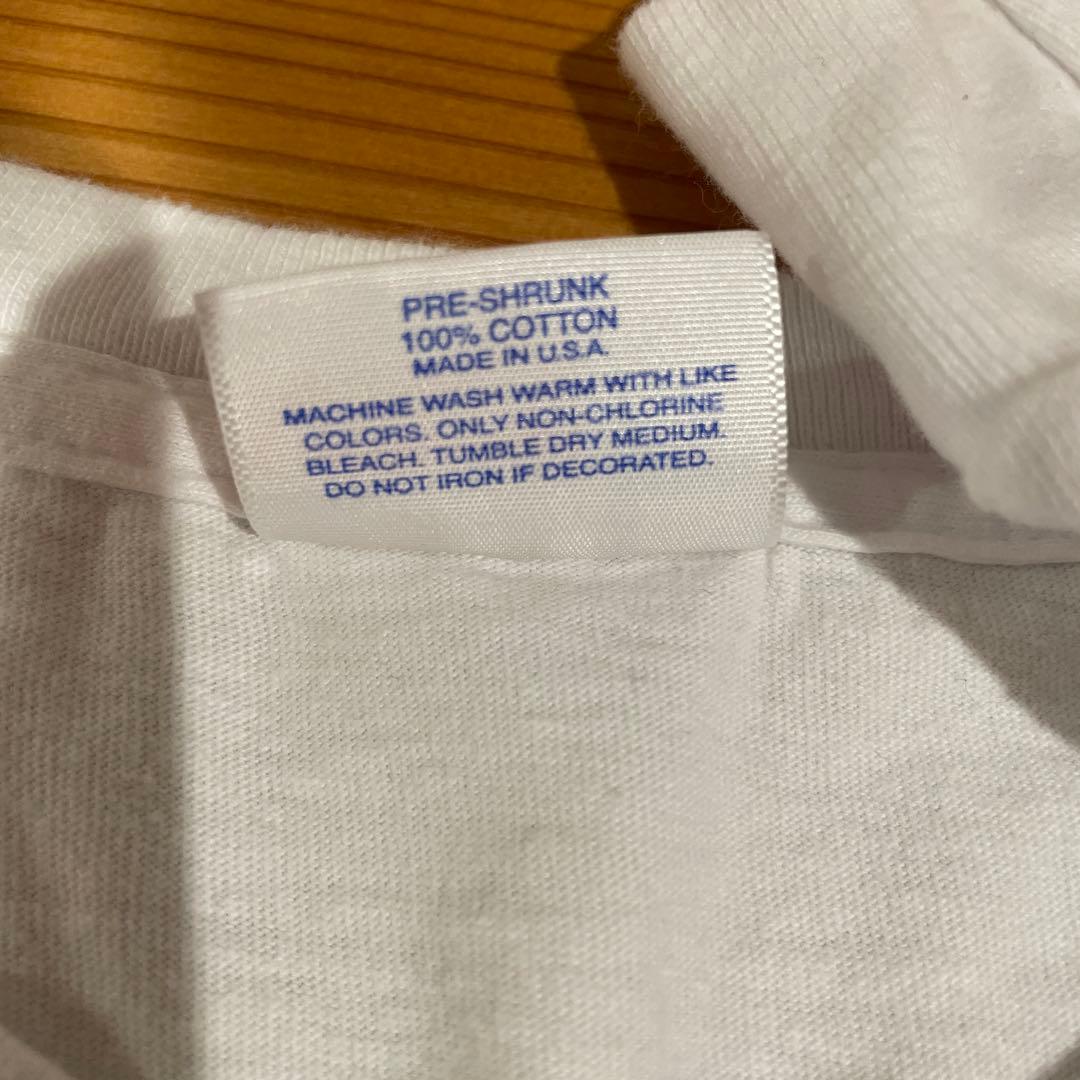 PRE-SHRUNK
100% COTTON
MADE IN U.S.A.
MACHINE WASH WARM WITH LIKE
COLORS. ONLY NON-CHLORINE
BLEACH. TUMBLE DRY MEDIUM.
DO NOT IRON IF DECORATED.